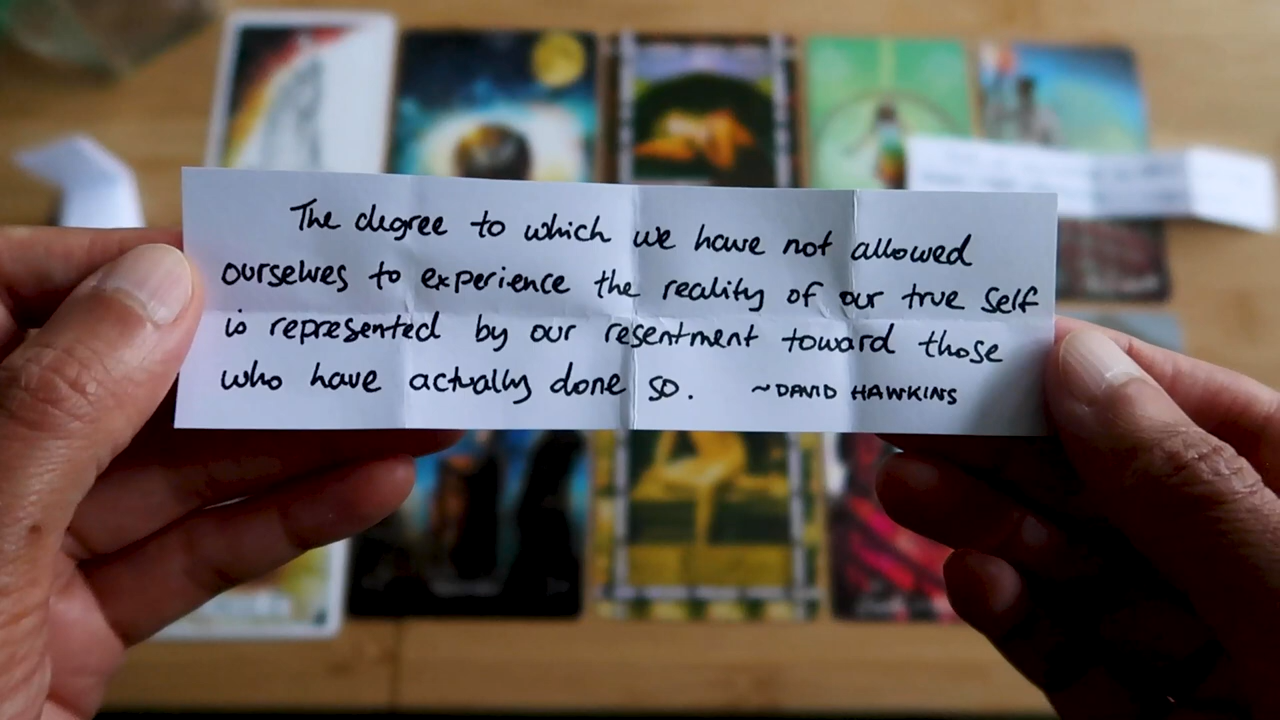 The degree to which we have not allowed
ourselves to experience the reality of our true self
is represented by our resentment toward those
who have actually done so. ~DAVID HAWKINS